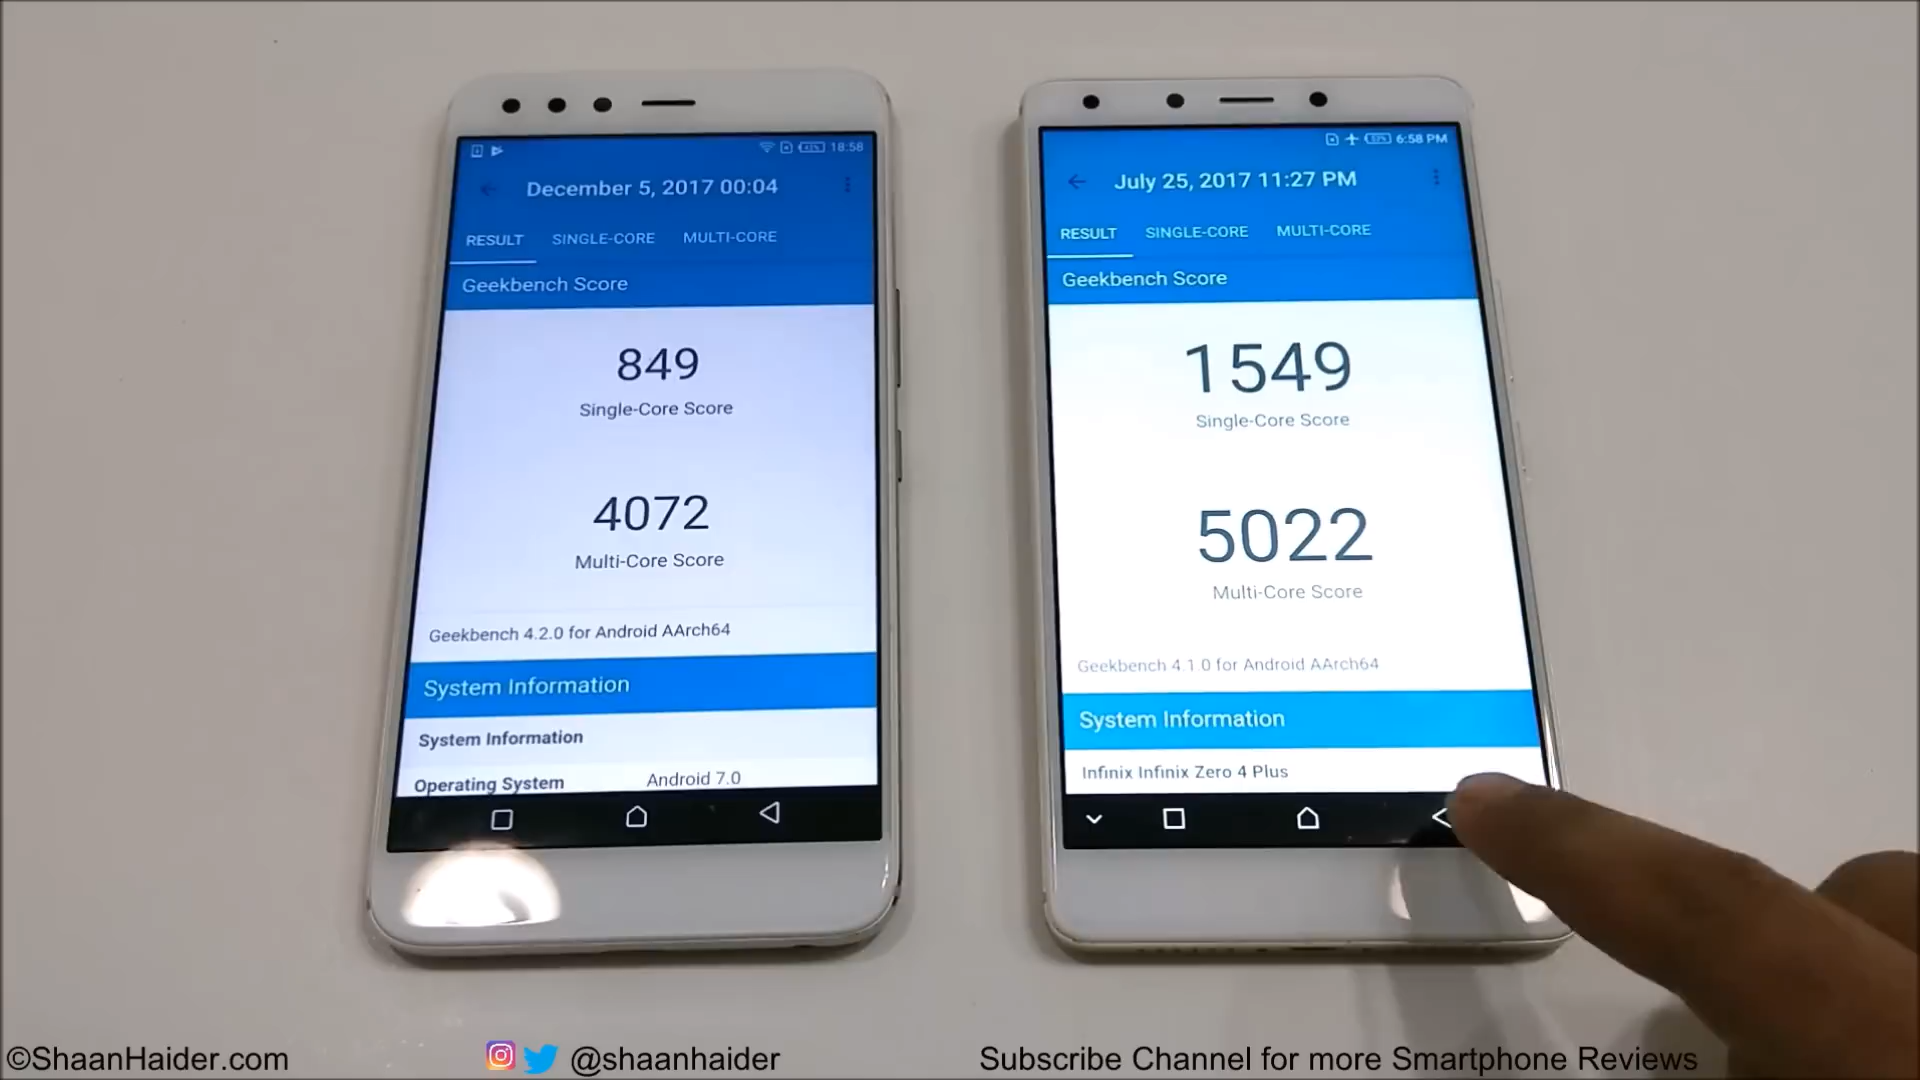 18:58
December 5, 2017 00:04
RESULT SINGLE-CORE MULTI-CORE
Geekbench Score
849
Single-Core Score
4072
Multi-Core Score
Geekbench 4.2.0 for Android AArch64
System Information
System Information
Operating System Android 7.0
6:58 PM
July 25, 2017 11:27 PM
RESULT SINGLE-CORE MULTI-CORE
Geekbench Score
1549
Single-Core Score
5022
Multi-Core Score
Geekbench 4.1.0 for Android AArch64
System Information
Infinix Infinix Zero 4 Plus
©ShaanHaider.com
@shaanhaider
Subscribe Channel for more Smartphone Reviews